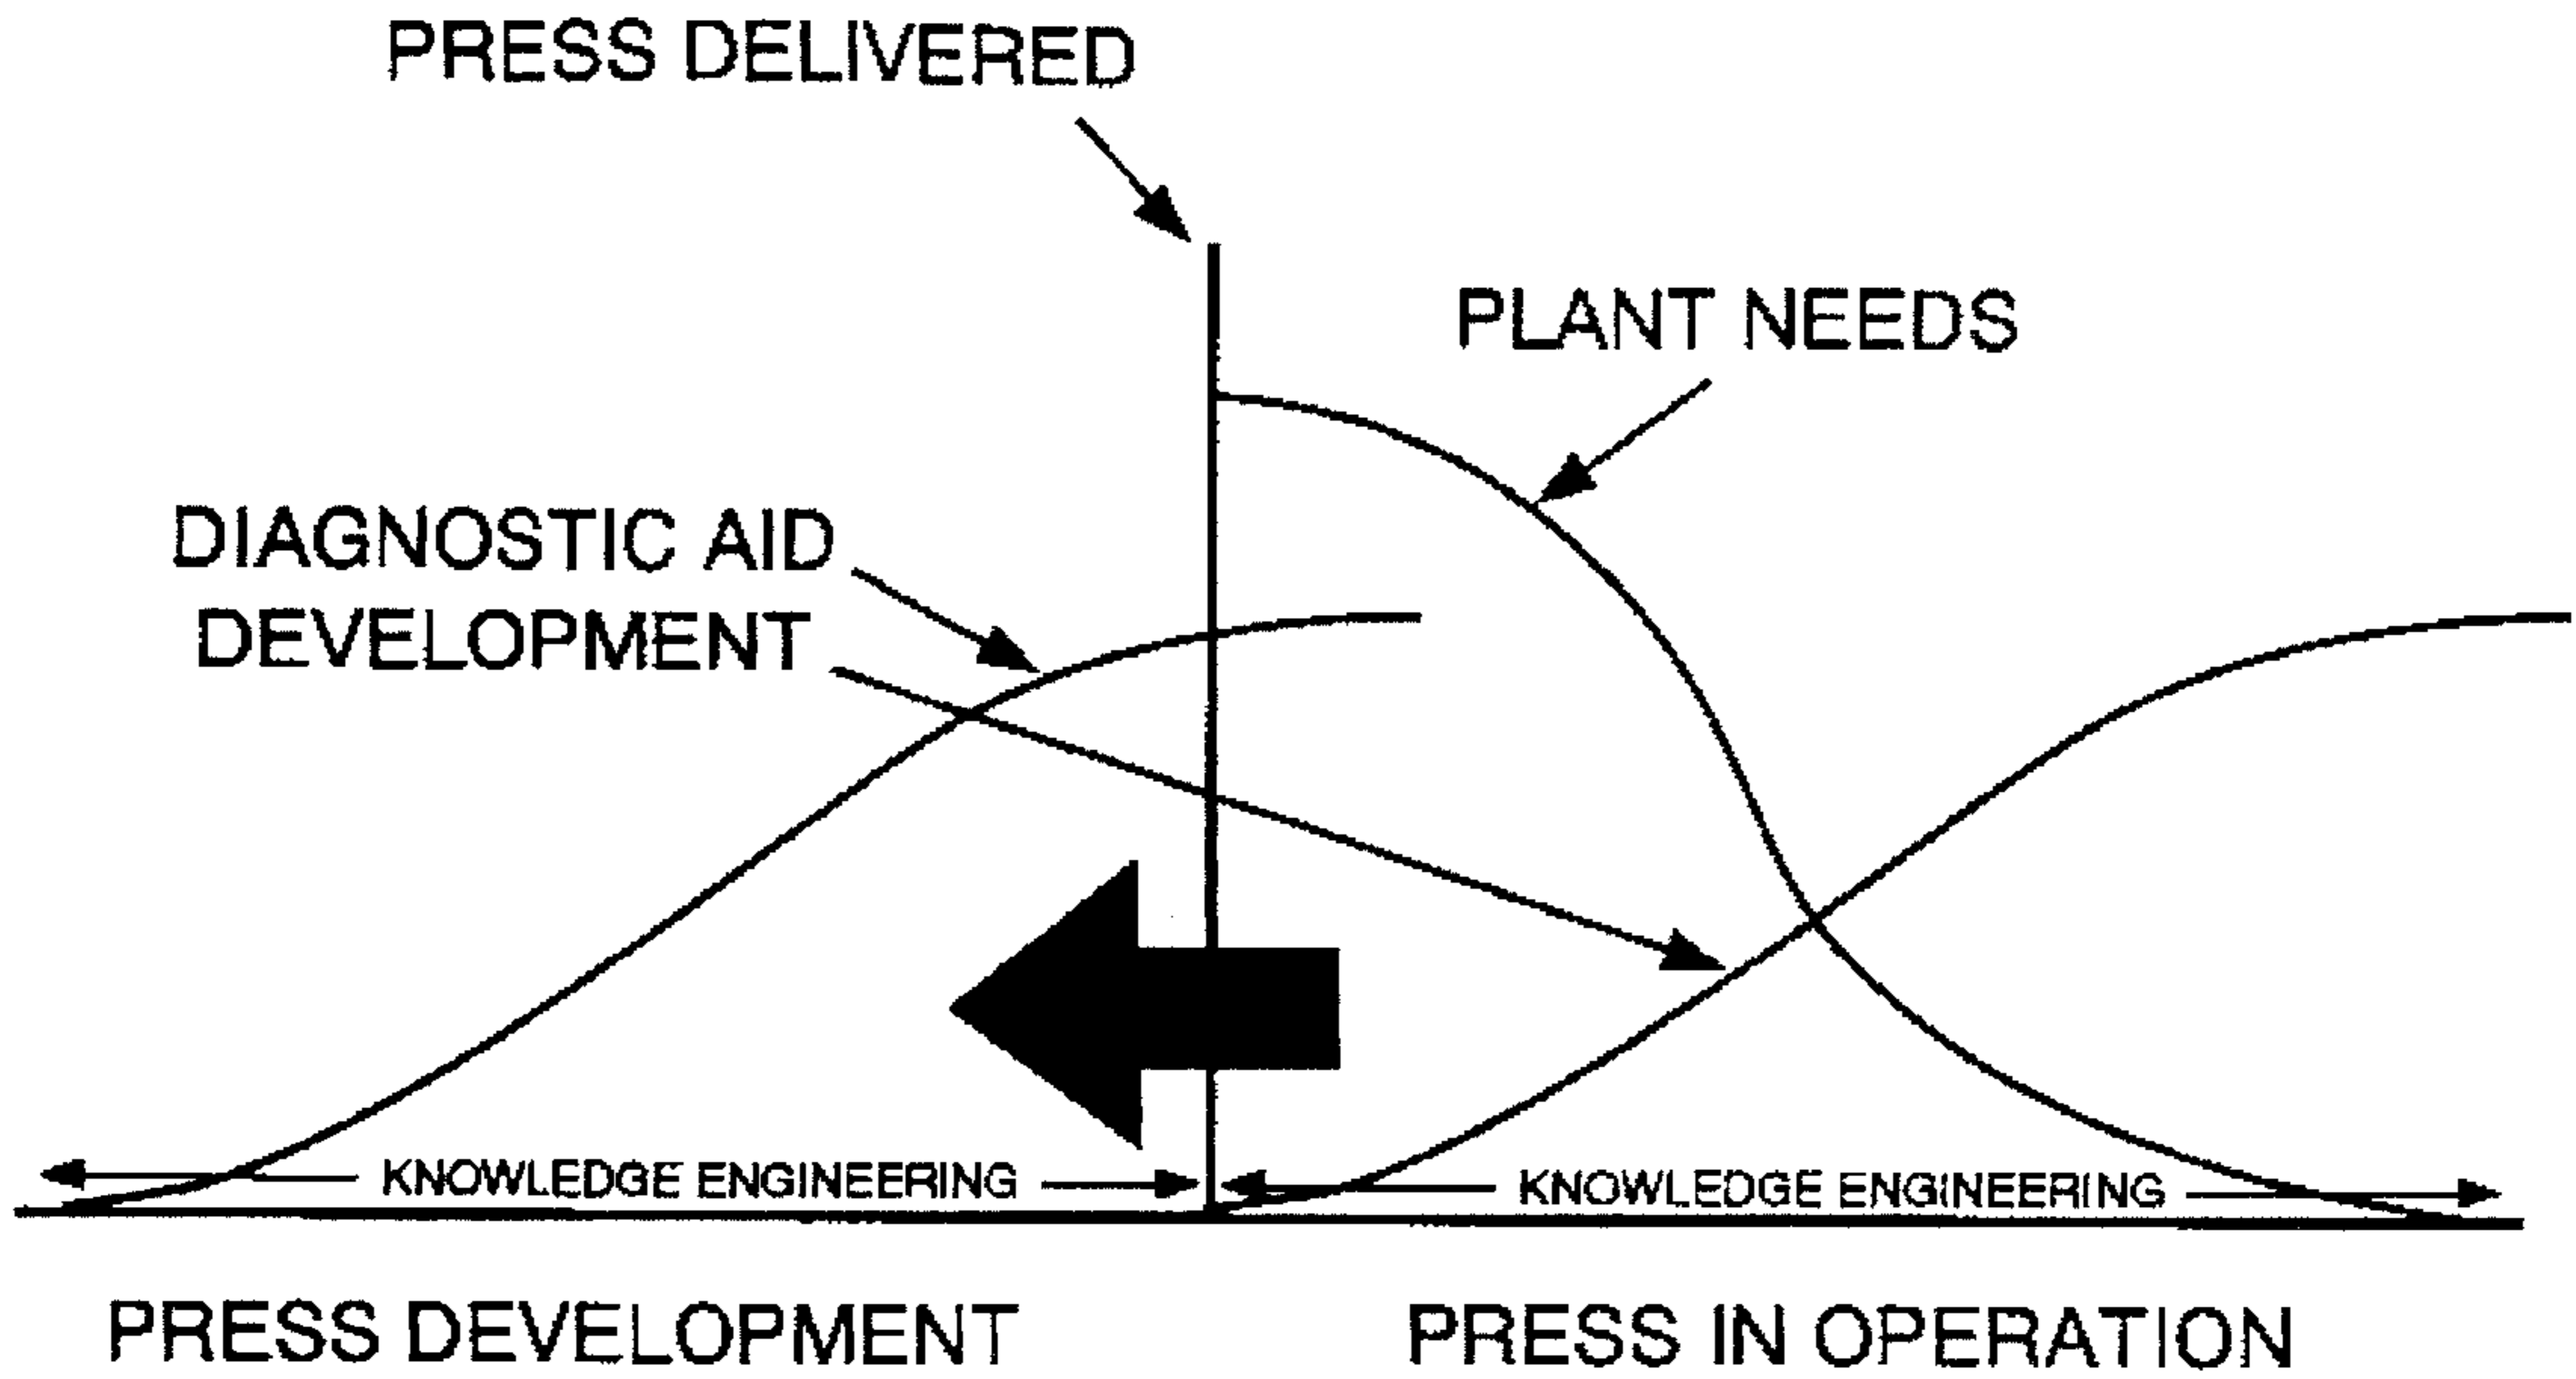 PRESS DELIVERED
PLANT NEEDS
DIAGNOSTIC AID
DEVELOPMENT
KNOWLEDGE ENGINEERING
KNOWLEDGE ENGINEERING
PRESS DEVELOPMENT
PRESS IN OPERATION